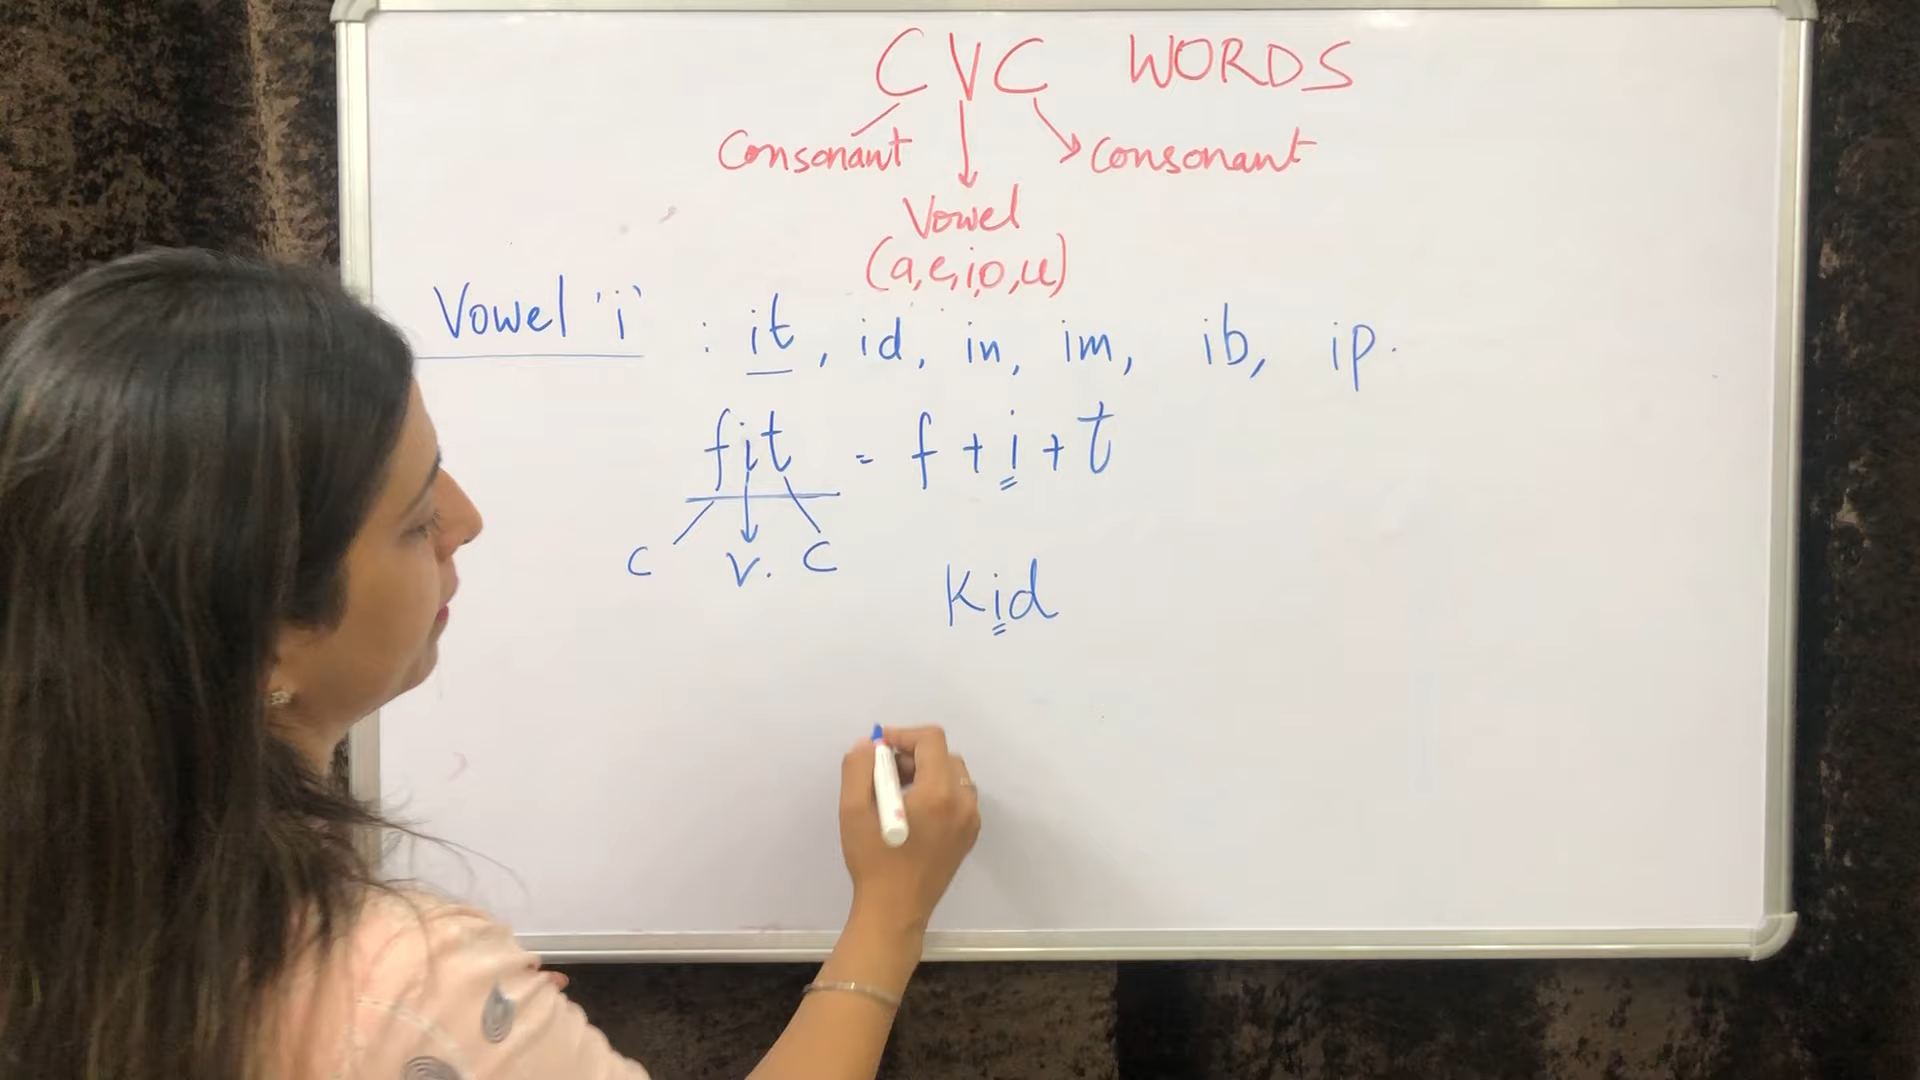 CVC WORDS
Consonant consonant
Vowel
(a,e,i,o,u)
Vowel 'i' : it, id, in, im, ib, ip.
fit = f + i + t
C V. C
Kid